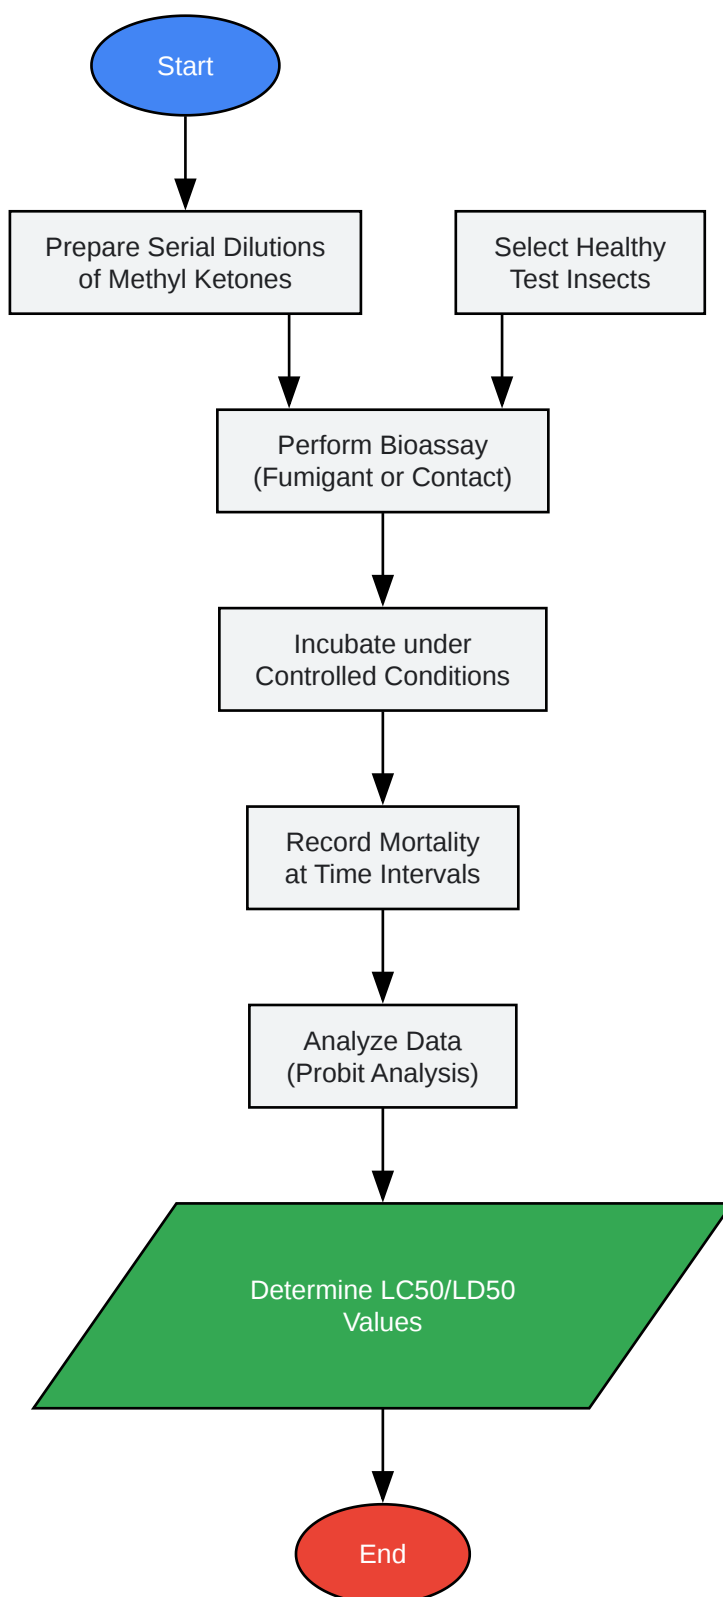 Start
Prepare Serial Dilutions
of Methyl Ketones
Select Healthy
Test Insects
Perform Bioassay
(Fumigant or Contact)
Incubate under
Controlled Conditions
Record Mortality
at Time Intervals
Analyze Data
(Probit Analysis)
Determine LC50/LD50
Values
End